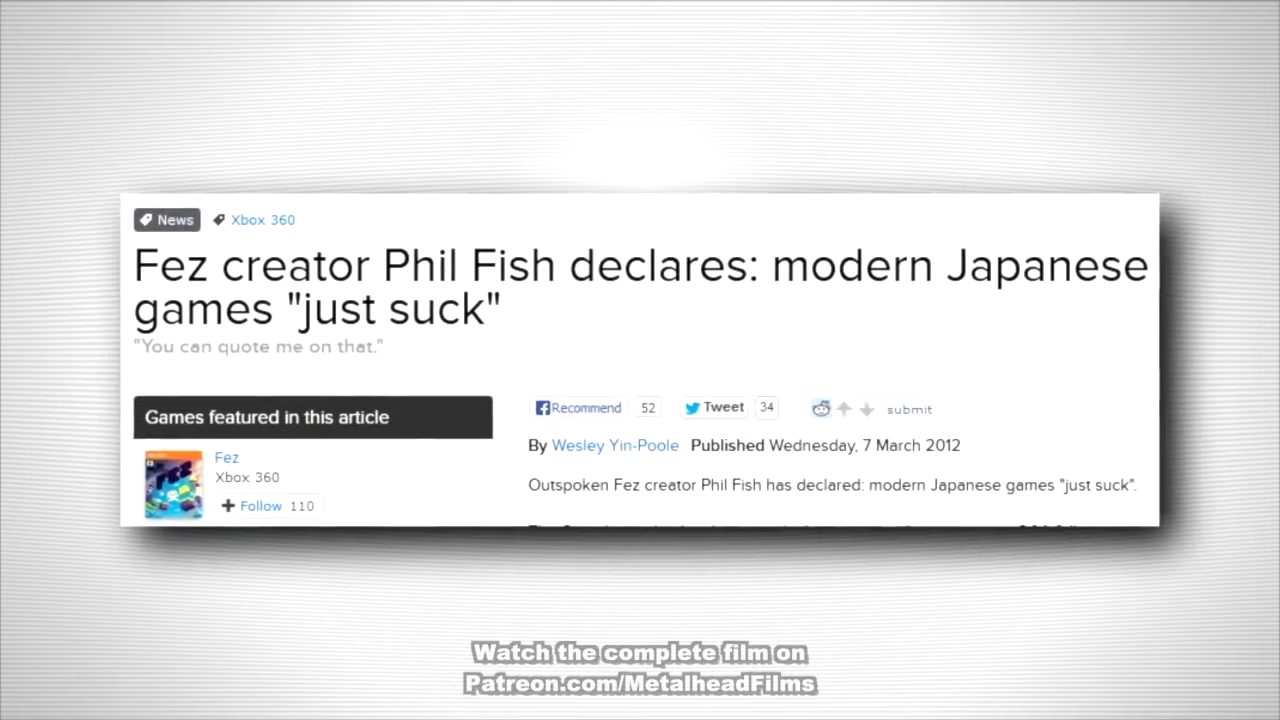 News Xbox 360
Fez creator Phil Fish declares: modern Japanese
games "just suck"
"You can quote me on that."
Games featured in this article
Fez
Xbox 360
Follow 110
Recommend 52 Tweet 34 submit
By Wesley Yin-Poole Published Wednesday, 7 March 2012
Outspoken Fez creator Phil Fish has declared: modern Japanese games "just suck".
FEZ
Watch the complete film on
Patreon.com/MetalheadFilms